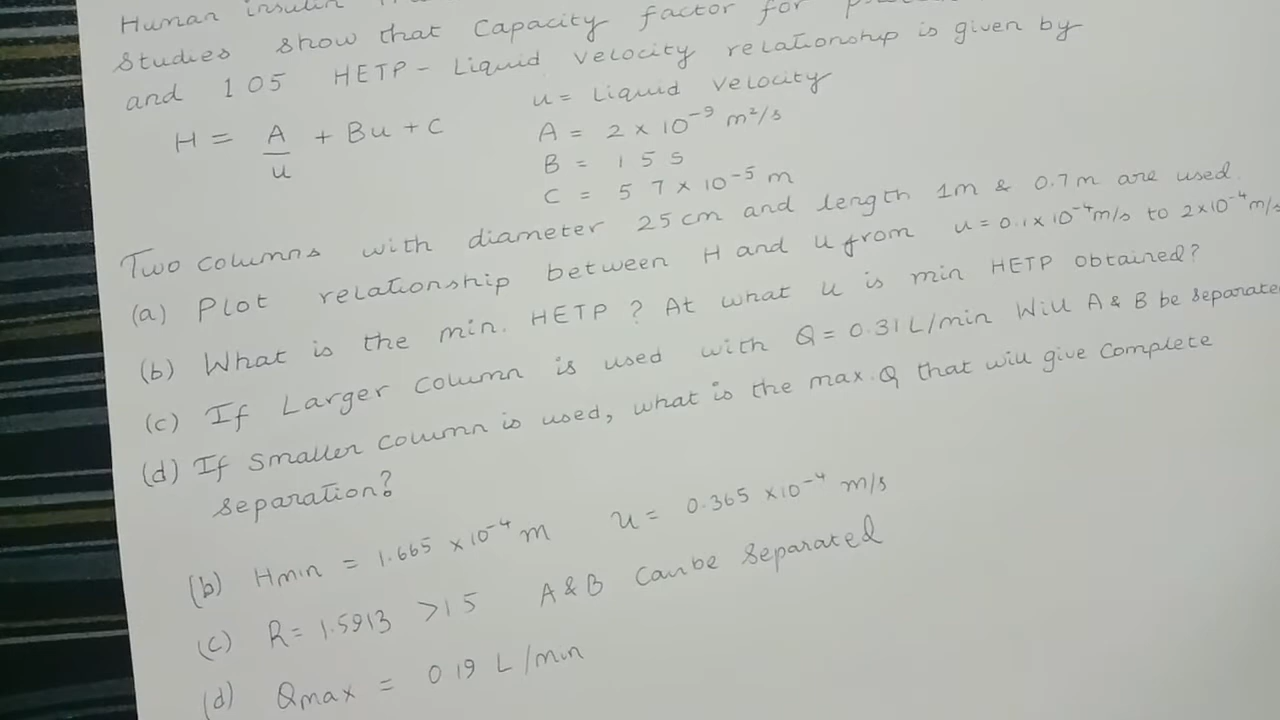 Human insulin
studies show that Capacity factor for
and 1 05 HETP - Liquid velocity relationship is given by
H = A/u + Bu + C
u = Liquid velocity
A = 2 x 10⁻⁹ m²/s
B = 1 5 s
C = 5 7 x 10⁻⁵ m
Two columns with diameter 25 cm and length 1m & 0.7m are used.
(a) Plot relationship between H and u from u = 0.1 x 10⁻⁴ m/s to 2 x 10⁻⁴ m/s
(b) What is the min. HETP ? At what u is min HETP obtained?
(c) If Larger column is used with Q = 0.31 L/min Will A & B be separate
(d) If smaller column is used, what is the max. Q that will give Complete
separation?
(b) Hmin = 1.665 x 10⁻⁴ m u = 0.365 x 10⁻⁴ m/s
(c) R = 1.5913 > 1 5 A & B can be separated
(d) Qmax = 0 19 L/min